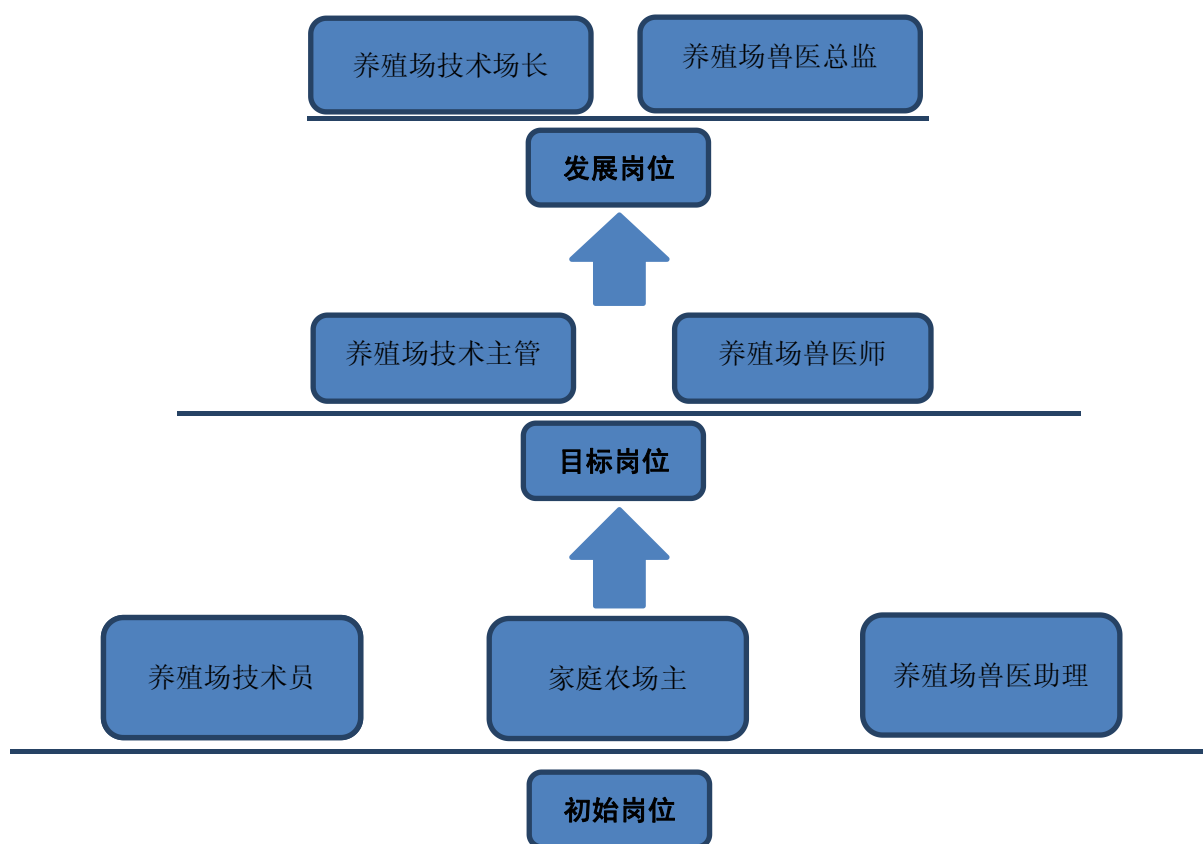 养殖场技术场长
养殖场兽医总监
发展岗位
养殖场技术主管
养殖场兽医师
目标岗位
养殖场技术员
家庭农场主
养殖场兽医助理
初始岗位